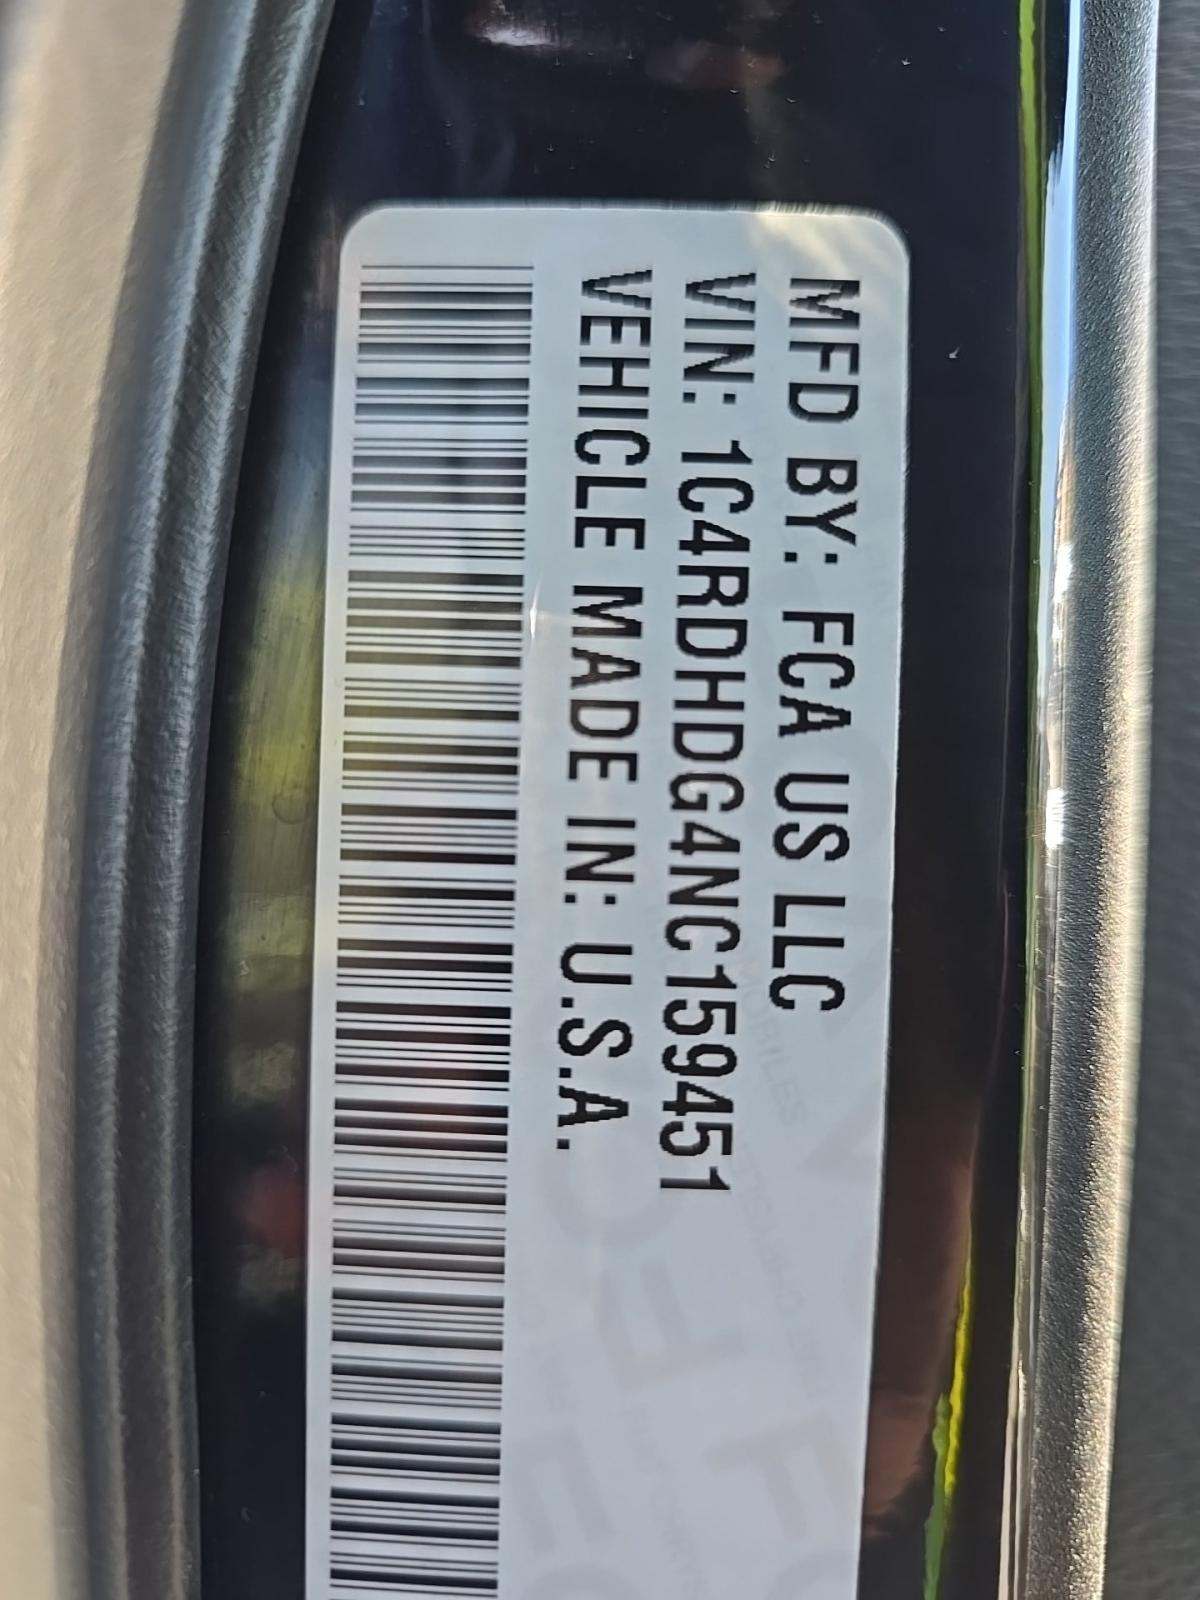 MFD BY: FCA US LLC
VIN: 1C4RDHDG4NC159451
VEHICLE MADE IN: U.S.A.